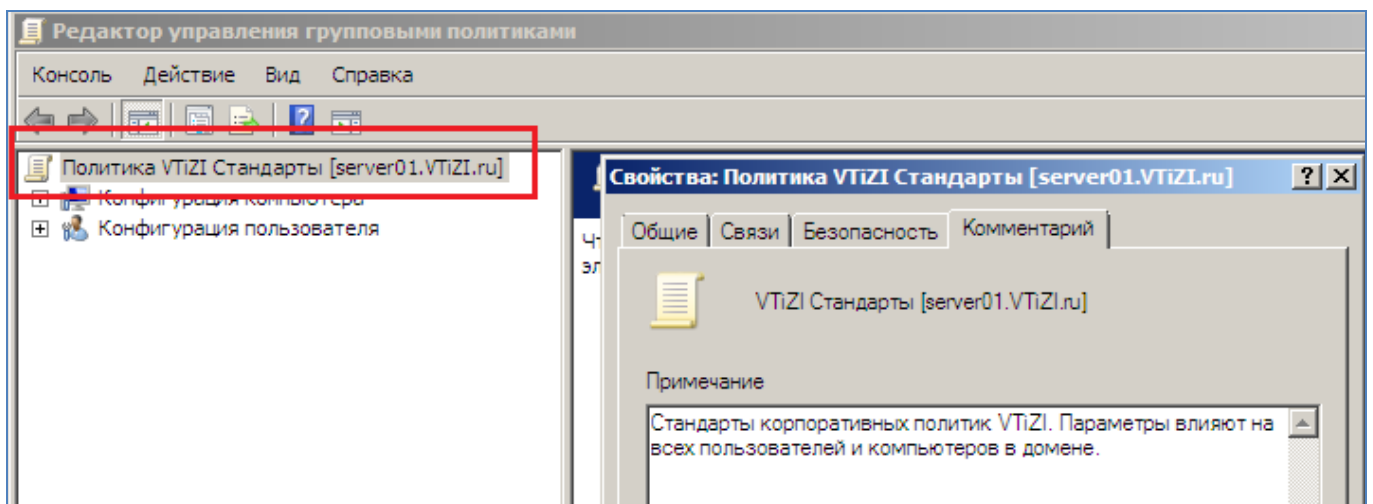 Редактор управления групповыми политиками
Консоль Действие Вид Справка
Политика VTiZI Стандарты [server01.VTiZI.ru]
Конфигурация компьютера
Конфигурация пользователя
Свойства: Политика VTiZI Стандарты [server01.VTiZI.ru]
Общие Связи Безопасность Комментарий
VTiZI Стандарты [server01.VTiZI.ru]
Примечание
Стандарты корпоративных политик VTiZI. Параметры влияют на
всех пользователей и компьютеров в домене.